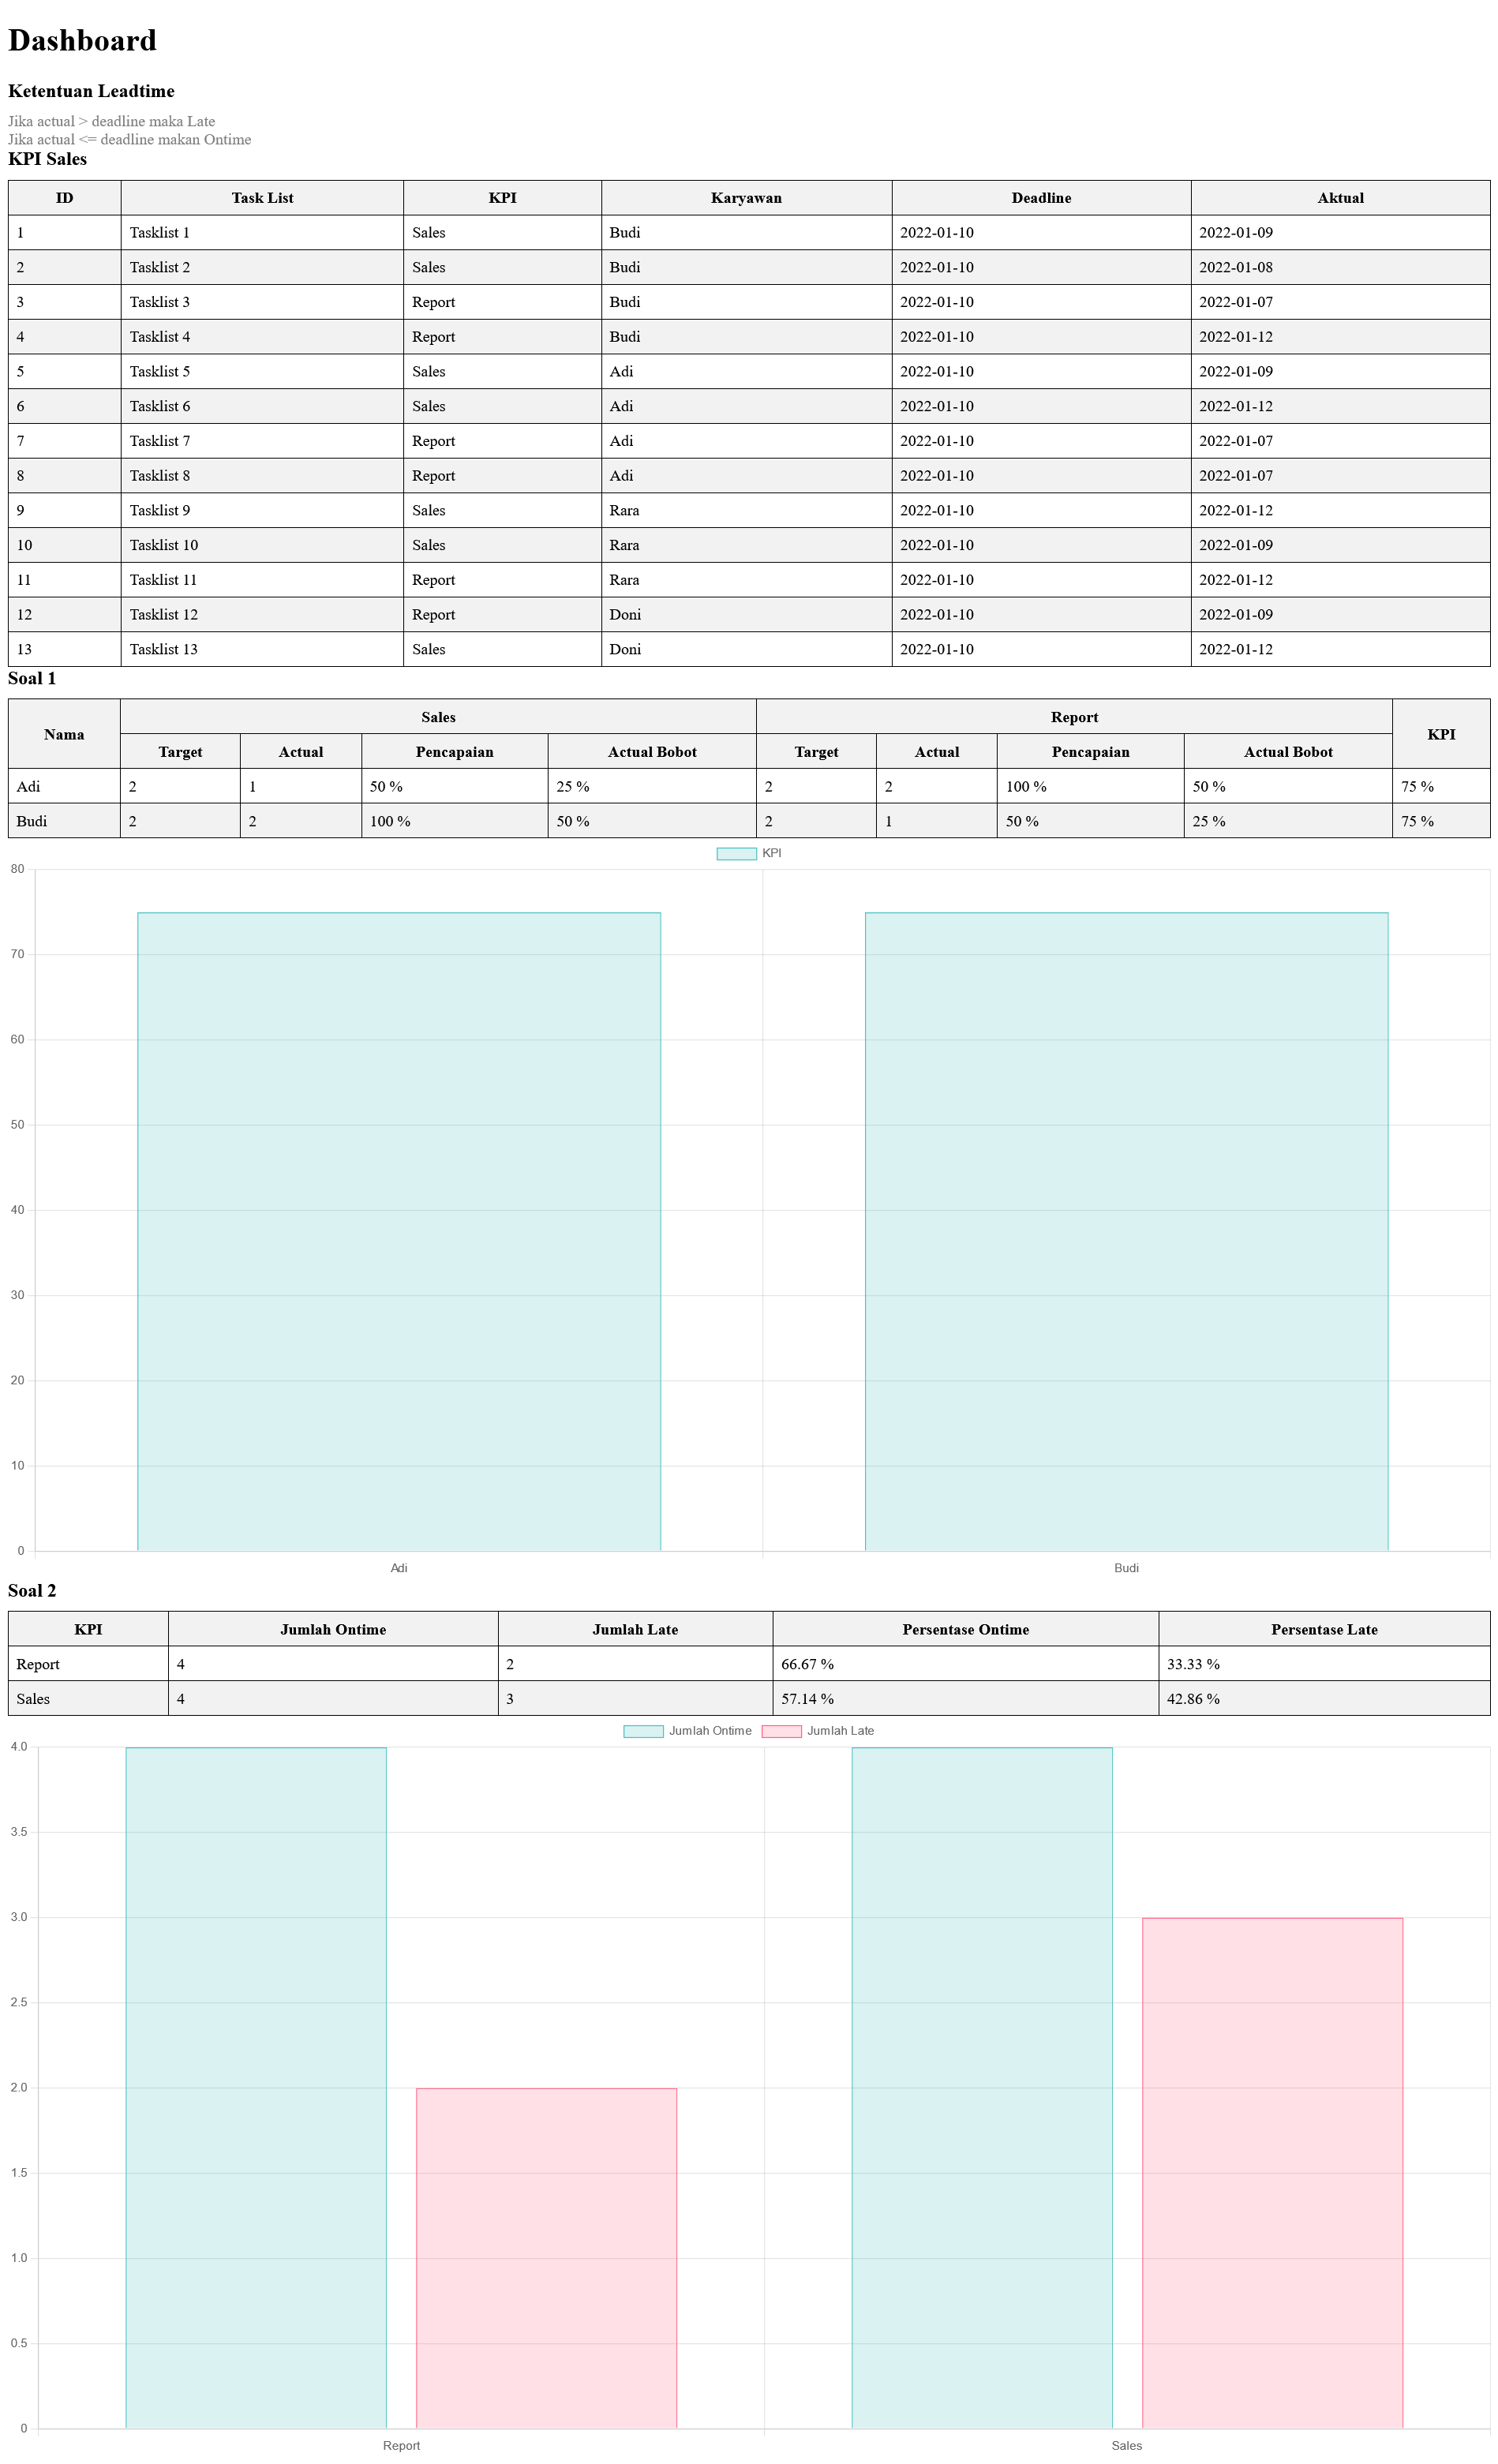 Dashboard
Ketentuan Leadtime
Jika actual > deadline maka Late
Jika actual <= deadline makan Ontime
KPI Sales
ID Task List KPI Karyawan Deadline Aktual
1 Tasklist 1 Sales Budi 2022-01-10 2022-01-09
2 Tasklist 2 Sales Budi 2022-01-10 2022-01-08
3 Tasklist 3 Report Budi 2022-01-10 2022-01-07
4 Tasklist 4 Report Budi 2022-01-10 2022-01-12
5 Tasklist 5 Sales Adi 2022-01-10 2022-01-09
6 Tasklist 6 Sales Adi 2022-01-10 2022-01-12
7 Tasklist 7 Report Adi 2022-01-10 2022-01-07
8 Tasklist 8 Report Adi 2022-01-10 2022-01-07
9 Tasklist 9 Sales Rara 2022-01-10 2022-01-12
10 Tasklist 10 Sales Rara 2022-01-10 2022-01-09
11 Tasklist 11 Report Rara 2022-01-10 2022-01-12
12 Tasklist 12 Report Doni 2022-01-10 2022-01-09
13 Tasklist 13 Sales Doni 2022-01-10 2022-01-12
Soal 1
Nama Sales Report KPI
Target Actual Pencapaian Actual Bobot Target Actual Pencapaian Actual Bobot
Adi 2 1 50 % 25 % 2 2 100 % 50 % 75 %
Budi 2 2 100 % 50 % 2 1 50 % 25 % 75 %
KPI
80
70
60
50
40
30
20
10
0
Adi Budi
Soal 2
KPI Jumlah Ontime Jumlah Late Persentase Ontime Persentase Late
Report 4 2 66.67 % 33.33 %
Sales 4 3 57.14 % 42.86 %
Jumlah Ontime Jumlah Late
4.0
3.5
3.0
2.5
2.0
1.5
1.0
0.5
0
Report Sales